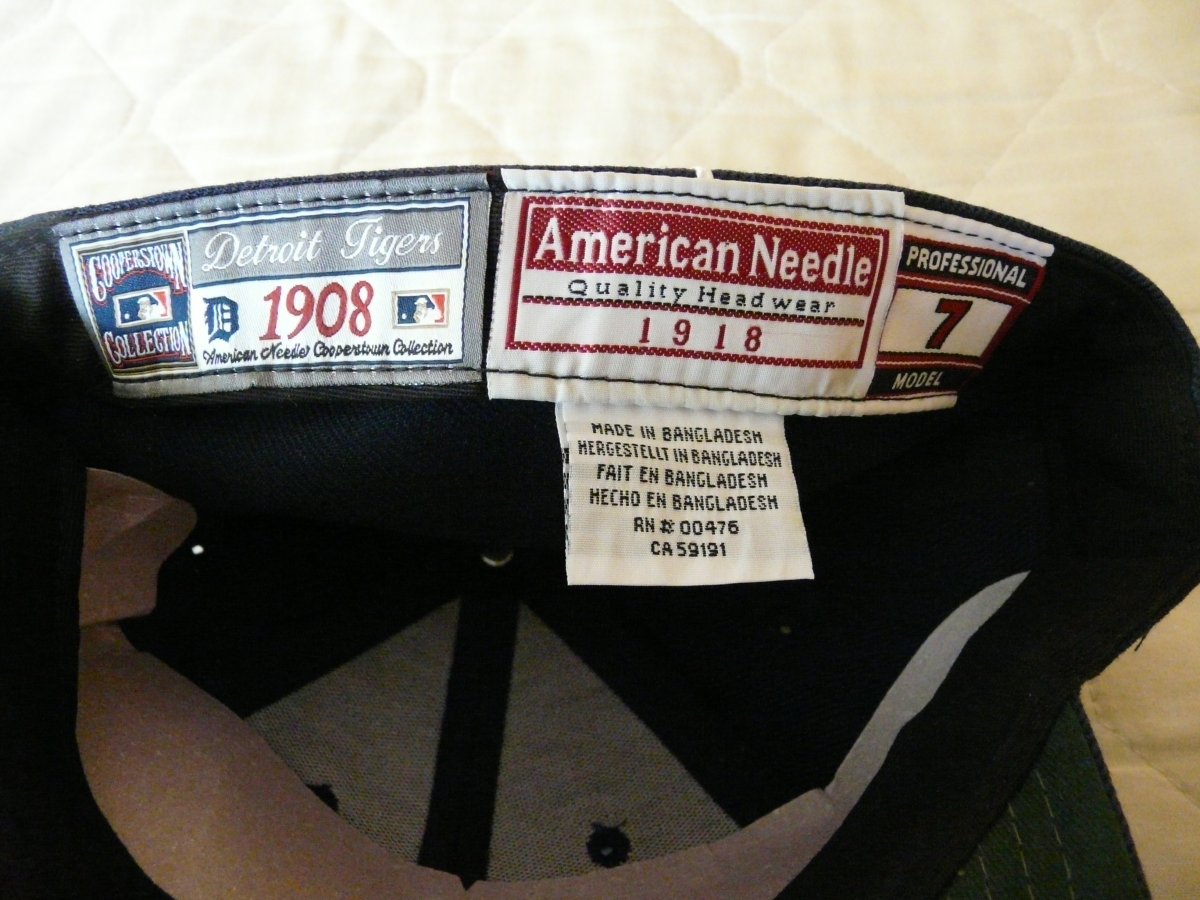 COOPERSTOWN
COLLECTION
Detroit Tigers
D 1908
American Needle Cooperstown Collection
American Needle
Quality Headwear
1918
PROFESSIONAL
7
MODEL
MADE IN BANGLADESH
HERGESTELLT IN BANGLADESH
FAIT EN BANGLADESH
HECHO EN BANGLADESH
RN # 00476
CA 59191